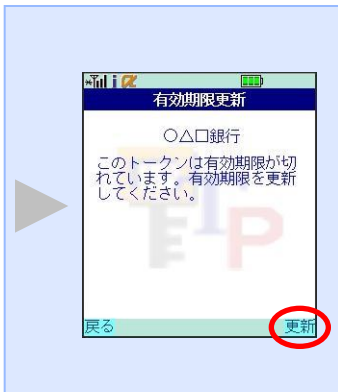 有効期限更新
○△□銀行
このトークンは有効期限が切
れています。有効期限を更新
してください。
戻る 更新